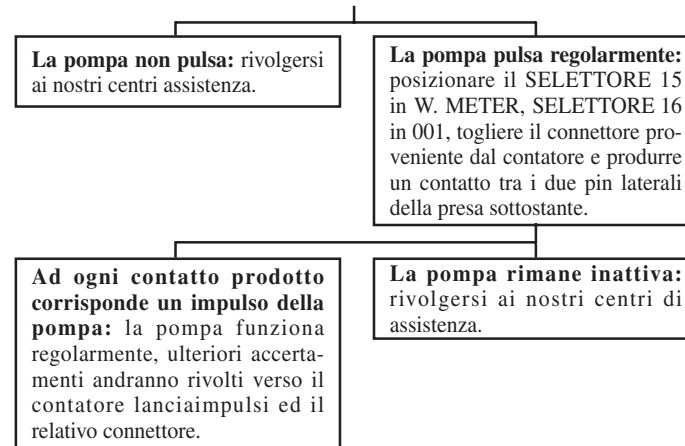 La pompa non pulsa: rivolgersi
ai nostri centri assistenza.
La pompa pulsa regolarmente:
posizionare il SELETTORE 15
in W. METER, SELETTORE 16
in 001, togliere il connettore pro-
veniente dal contatore e produrre
un contatto tra i due pin laterali
della presa sottostante.
Ad ogni contatto prodotto
corrisponde un impulso della
pompa: la pompa funziona
regolarmente, ulteriori accerta-
menti andranno rivolti verso il
contatore lanciaimpulsi ed il
relativo connettore.
La pompa rimane inattiva:
rivolgersi ai nostri centri di
assistenza.